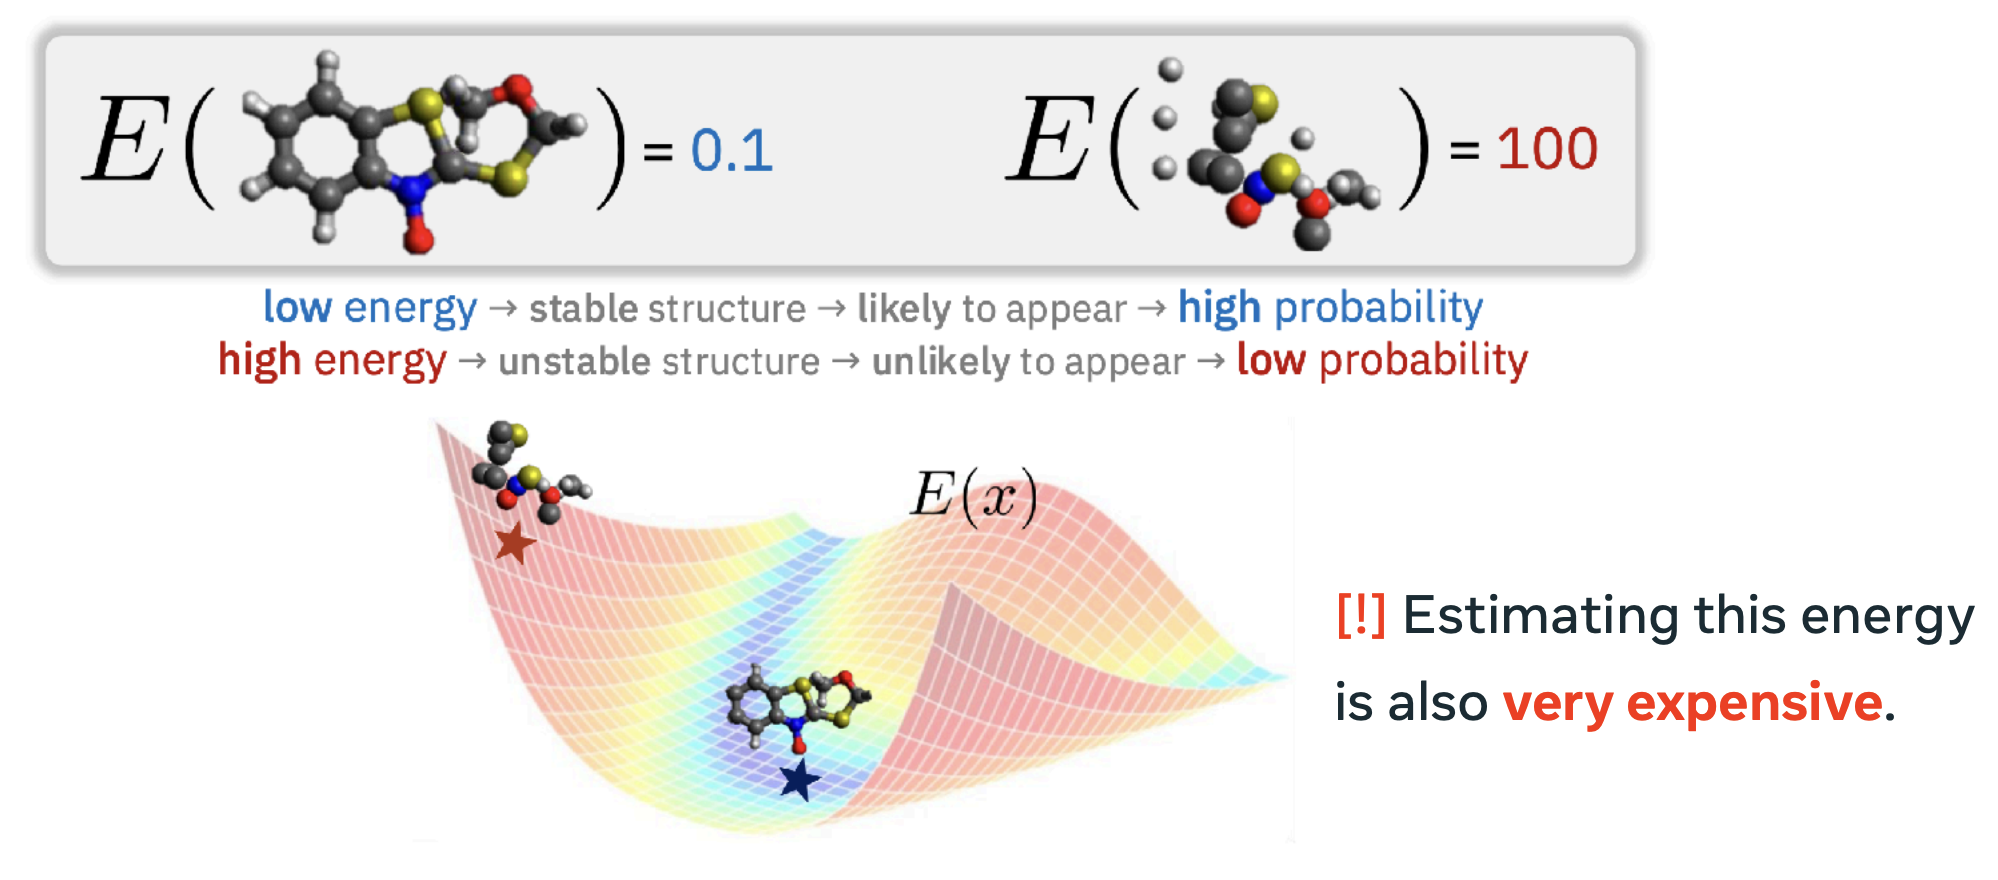 E( ) = 0.1
E( ) = 100
low energy → stable structure → likely to appear → high probability
high energy → unstable structure → unlikely to appear → low probability
E(x)
[!] Estimating this energy
is also very expensive.